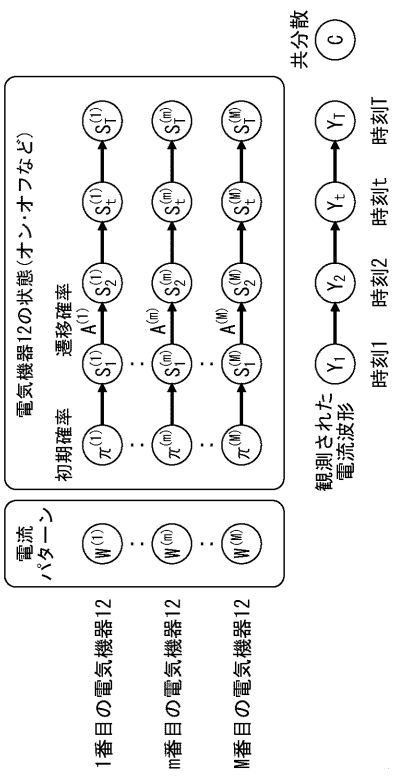 電気機器12の状態(オン・オフなど)
電流
パターン
初期確率
遷移確率
共分散
1番目の電気機器12
W(1)
π(1)
S1(1)
A(1)
S2(1)
St(1)
ST(1)
m番目の電気機器12
W(m)
π(m)
S1(m)
A(m)
S2(m)
St(m)
ST(m)
M番目の電気機器12
W(M)
π(M)
S1(M)
A(M)
S2(M)
St(M)
ST(M)
観測された
電流波形
Y1
Y2
Yt
YT
C
時刻1
時刻2
時刻t
時刻T